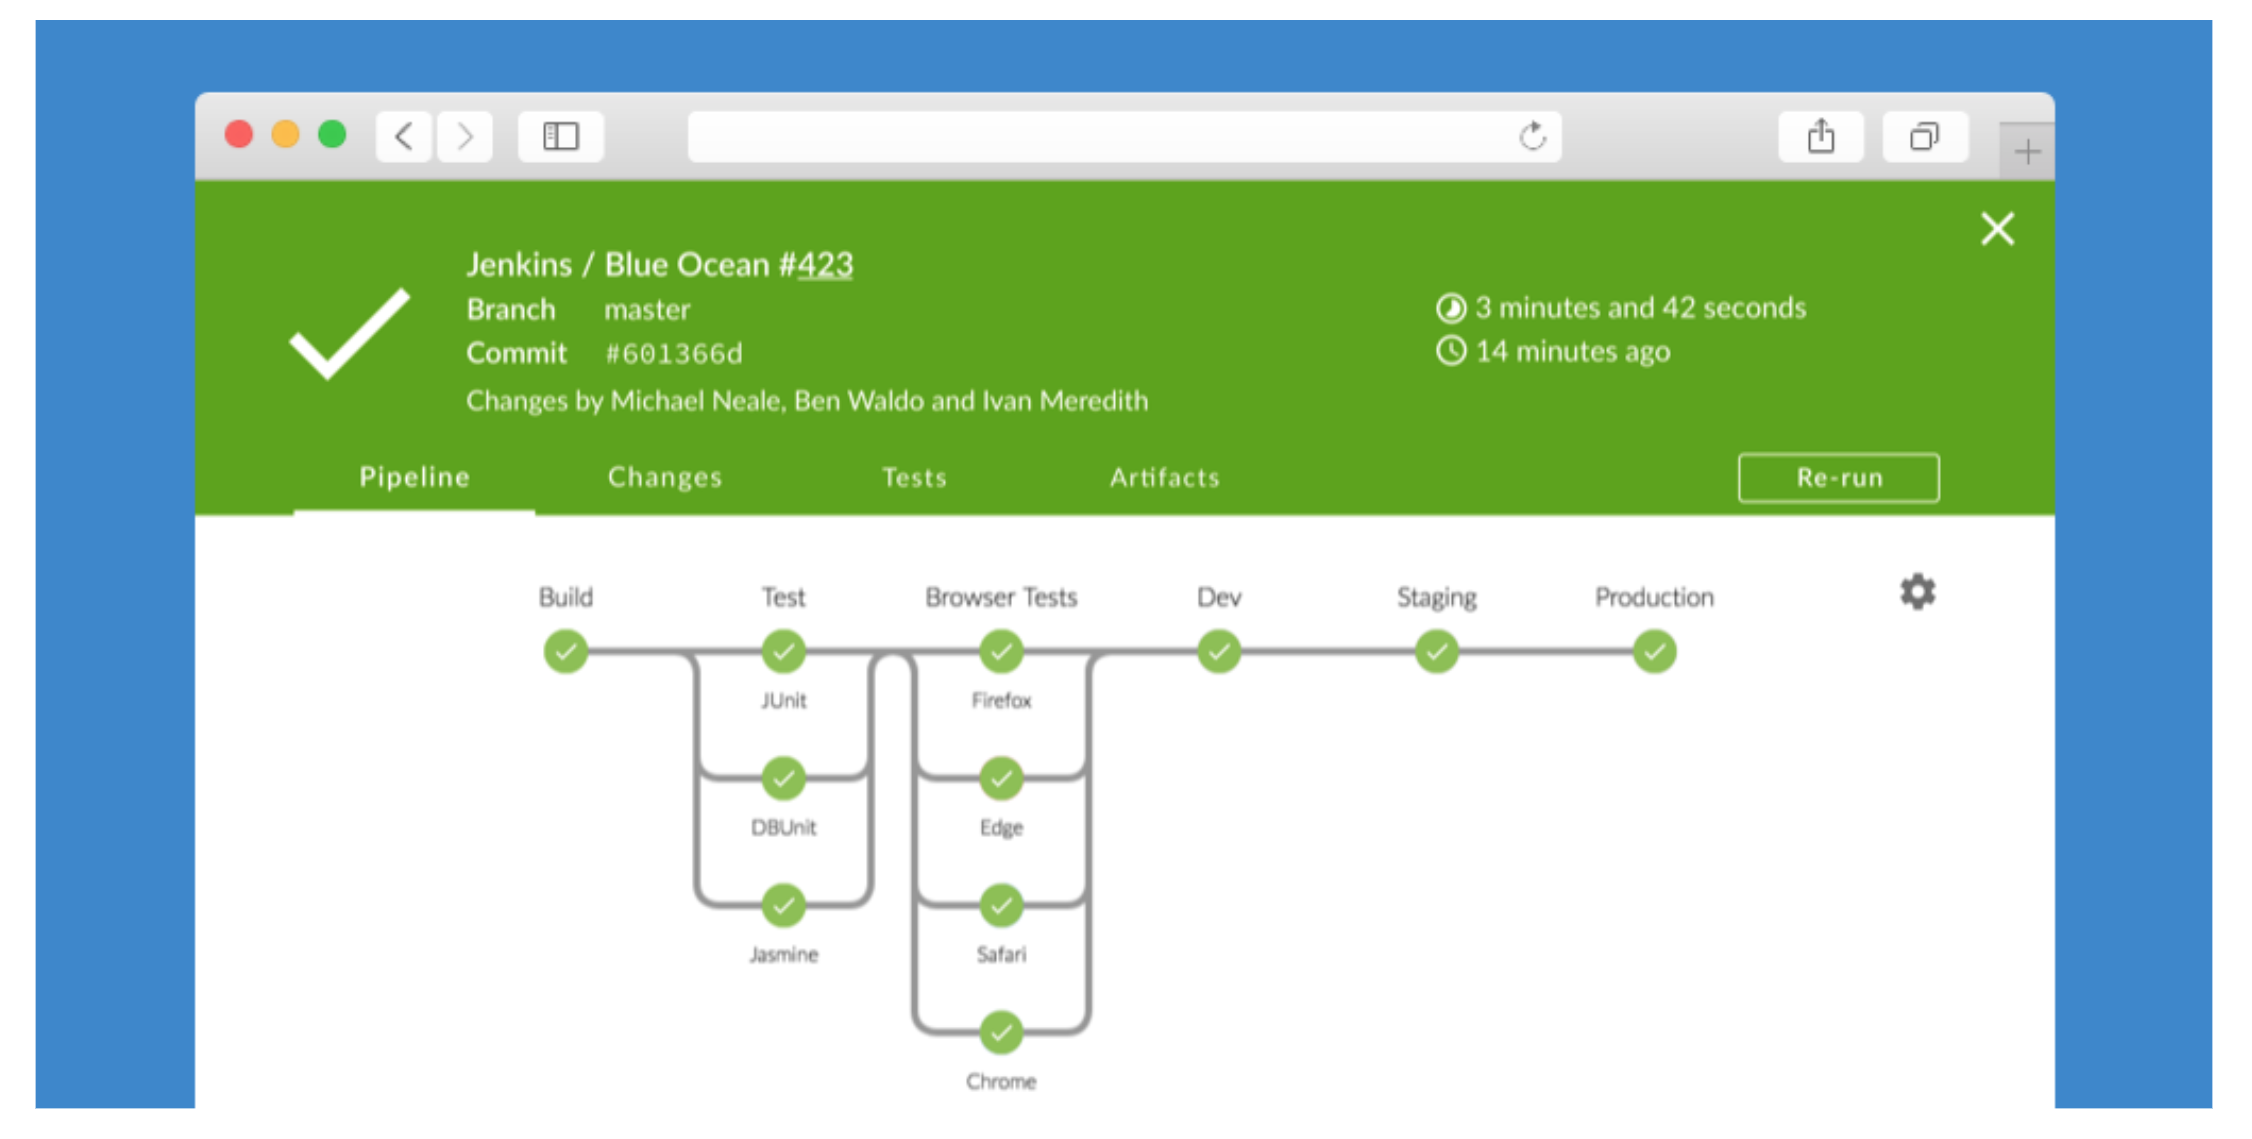 Jenkins / Blue Ocean #423
Branch master
Commit #601366d
Changes by Michael Neale, Ben Waldo and Ivan Meredith
3 minutes and 42 seconds
14 minutes ago
Pipeline Changes Tests Artifacts Re-run
Build Test Browser Tests Dev Staging Production
JUnit Firefox
DBUnit Edge
Jasmine Safari
Chrome